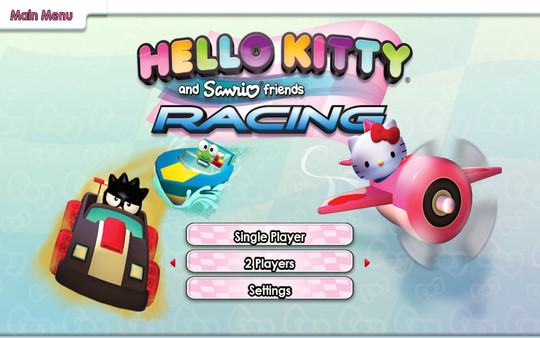 Main Menu
HELLO KITTY®
and Sanrio friends
RACING
Single Player
2 Players
Settings